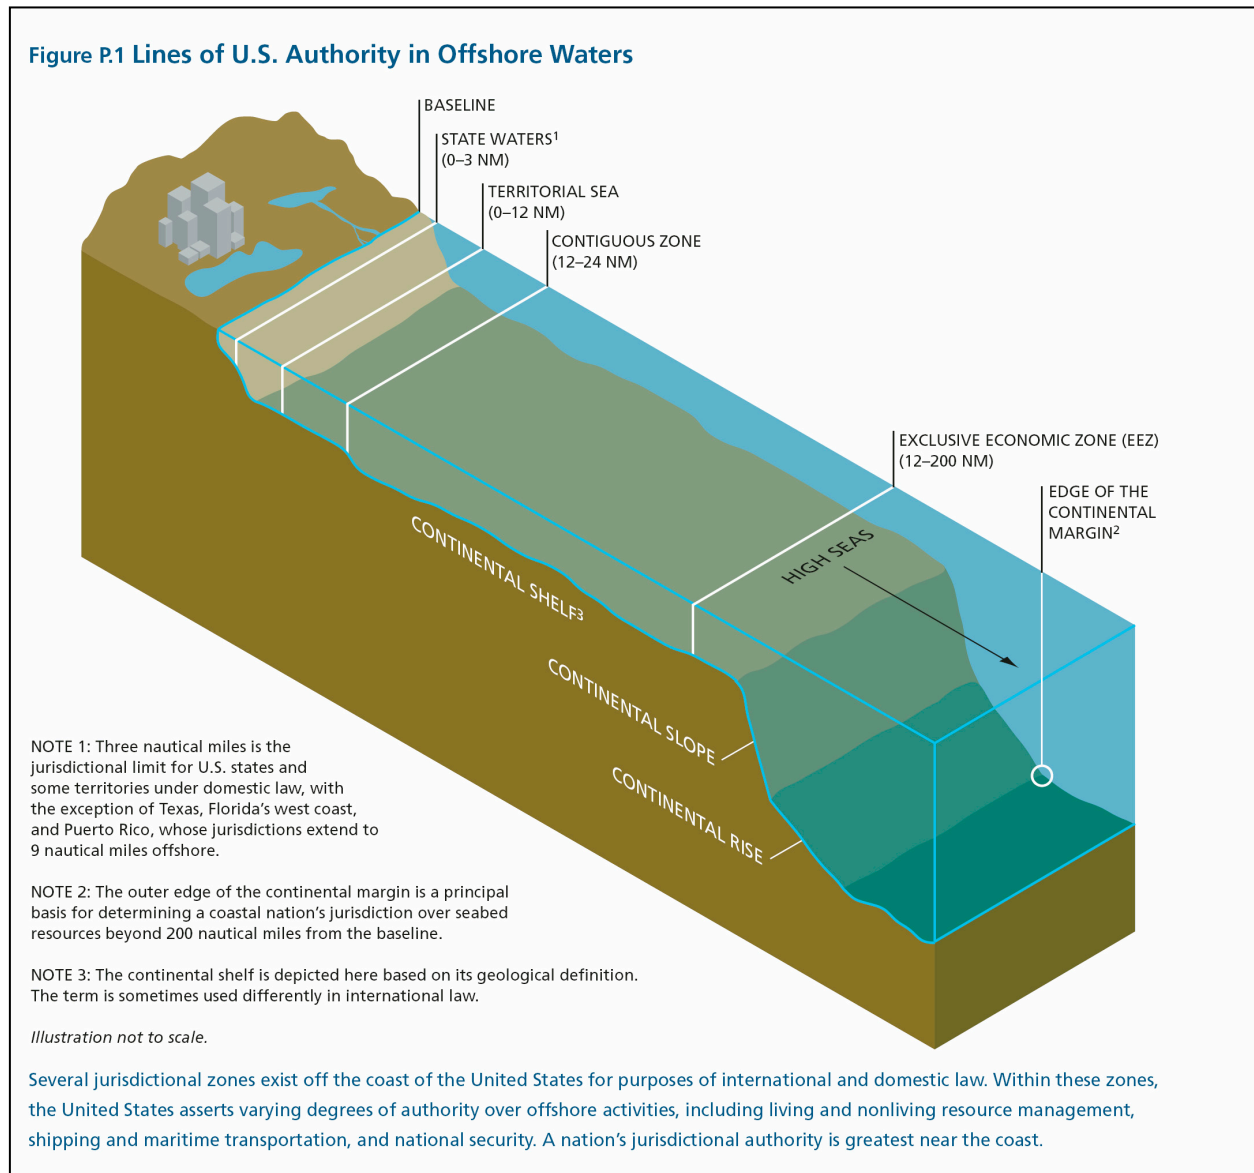 Figure P.1 Lines of U.S. Authority in Offshore Waters
BASELINE
STATE WATERS¹
(0–3 NM)
TERRITORIAL SEA
(0–12 NM)
CONTIGUOUS ZONE
(12–24 NM)
EXCLUSIVE ECONOMIC ZONE (EEZ)
(12–200 NM)
EDGE OF THE
CONTINENTAL
MARGIN²
HIGH SEAS
CONTINENTAL SHELF³
CONTINENTAL SLOPE
CONTINENTAL RISE
NOTE 1: Three nautical miles is the
jurisdictional limit for U.S. states and
some territories under domestic law, with
the exception of Texas, Florida’s west coast,
and Puerto Rico, whose jurisdictions extend to
9 nautical miles offshore.
NOTE 2: The outer edge of the continental margin is a principal
basis for determining a coastal nation’s jurisdiction over seabed
resources beyond 200 nautical miles from the baseline.
NOTE 3: The continental shelf is depicted here based on its geological definition.
The term is sometimes used differently in international law.
Illustration not to scale.
Several jurisdictional zones exist off the coast of the United States for purposes of international and domestic law. Within these zones,
the United States asserts varying degrees of authority over offshore activities, including living and nonliving resource management,
shipping and maritime transportation, and national security. A nation’s jurisdictional authority is greatest near the coast.